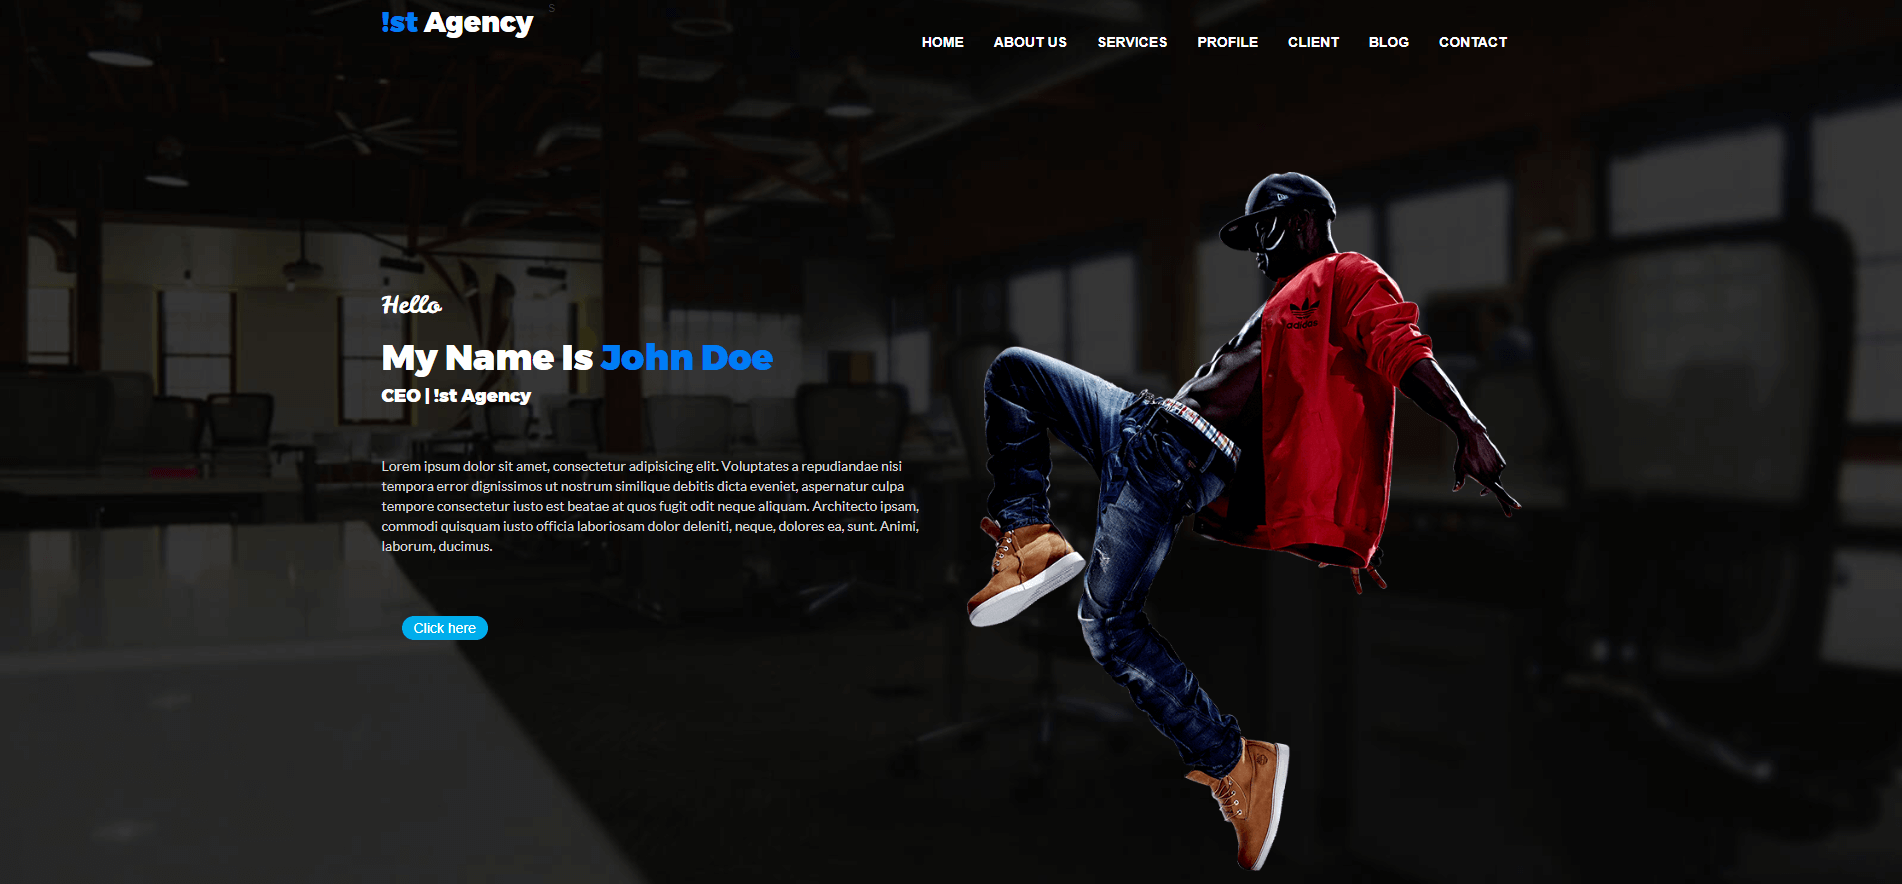 !st Agency
s
HOME ABOUT US SERVICES PROFILE CLIENT BLOG CONTACT
Hello
My Name Is John Doe
CEO | !st Agency
Lorem ipsum dolor sit amet, consectetur adipisicing elit. Voluptates a repudiandae nisi
tempora error dignissimos ut nostrum similique debitis dicta eveniet, aspernatur culpa
tempore consectetur iusto est beatae at quos fugit odit neque aliquam. Architecto ipsam,
commodi quisquam iusto officia laboriosam dolor deleniti, neque, dolores ea, sunt. Animi,
laborum, ducimus.
Click here
adidas